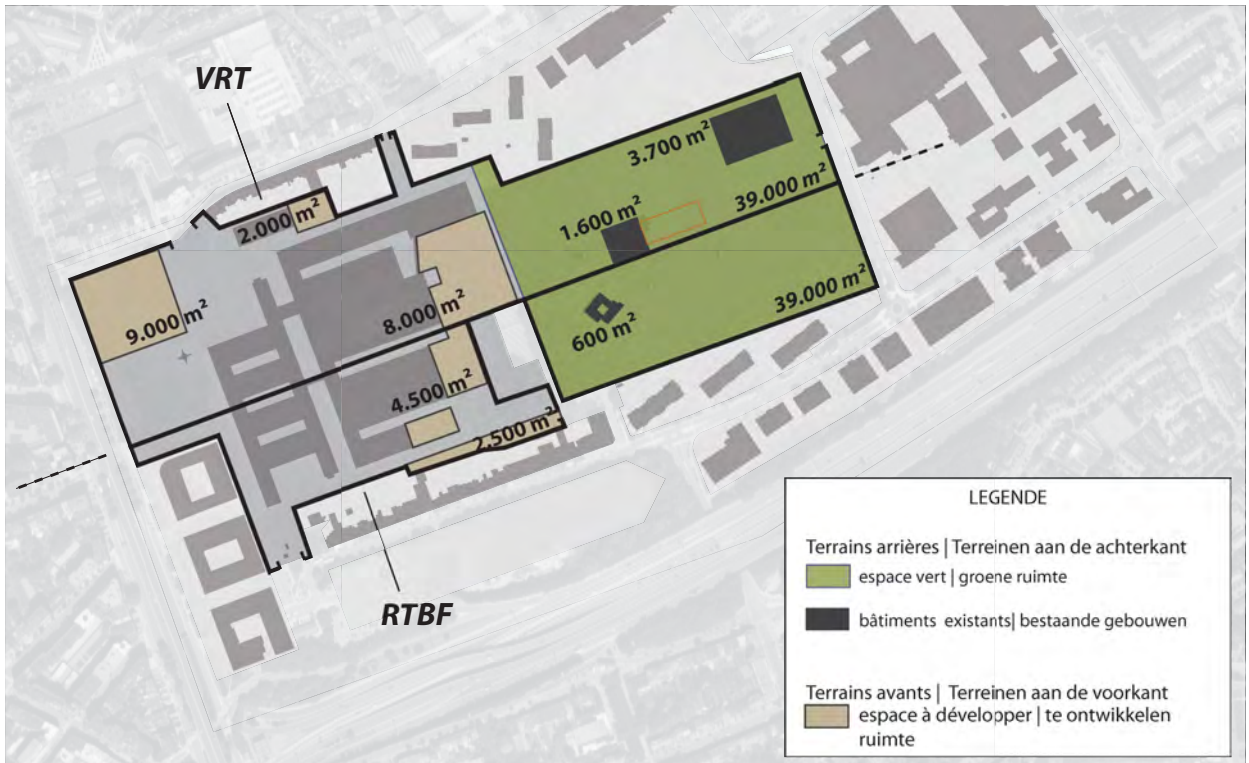 VRT
3.700 m²
39.000 m²
1.600 m²
2.000 m²
9.000 m²
8.000 m²
39.000 m²
600 m²
4.500 m²
2.500 m²
RTBF
LEGENDE
Terrains arrières | Terreinen aan de achterkant
espace vert | groene ruimte
bâtiments existants| bestaande gebouwen
Terrains avants | Terreinen aan de voorkant
espace à développer | te ontwikkelen
ruimte